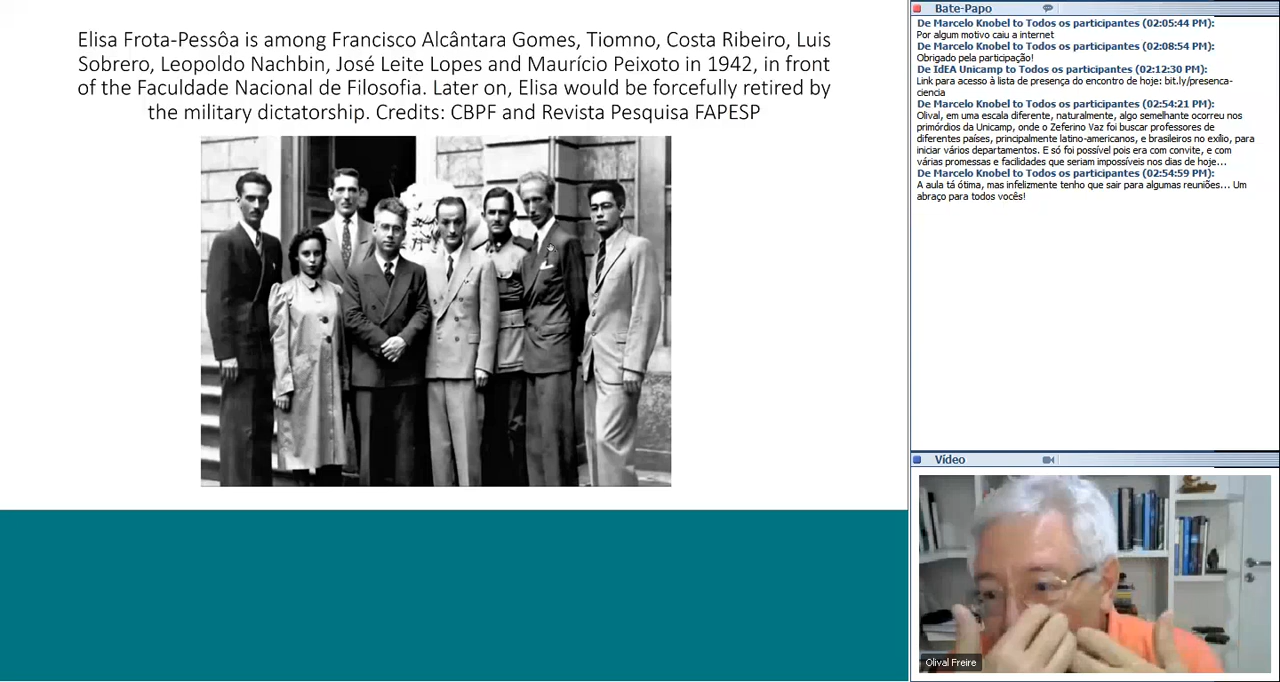 Elisa Frota-Pessôa is among Francisco Alcântara Gomes, Tiomno, Costa Ribeiro, Luis
Sobrero, Leopoldo Nachbin, José Leite Lopes and Maurício Peixoto in 1942, in front
of the Faculdade Nacional de Filosofia. Later on, Elisa would be forcefully retired by
the military dictatorship. Credits: CBPF and Revista Pesquisa FAPESP
Bate-Papo
De Marcelo Knobel to Todos os participantes (02:05:44 PM):
Por algum motivo caiu a internet
De Marcelo Knobel to Todos os participantes (02:08:54 PM):
Obrigado pela participação!
De IdEA Unicamp to Todos os participantes (02:12:30 PM):
Link para acesso à lista de presença do encontro de hoje: bit.ly/presenca-
ciencia
De Marcelo Knobel to Todos os participantes (02:54:21 PM):
Olival, em uma escala diferente, naturalmente, algo semelhante ocorreu nos
primórdios da Unicamp, onde o Zeferino Vaz foi buscar professores de
diferentes países, principalmente latino-americanos, e brasileiros no exílio, para
iniciar vários departamentos. E só foi possível pois era com convite, e com
várias promessas e facilidades que seriam impossíveis nos dias de hoje...
De Marcelo Knobel to Todos os participantes (02:54:59 PM):
A aula tá ótima, mas infelizmente tenho que sair para algumas reuniões... Um
abraço para todos vocês!
Vídeo
Olival Freire